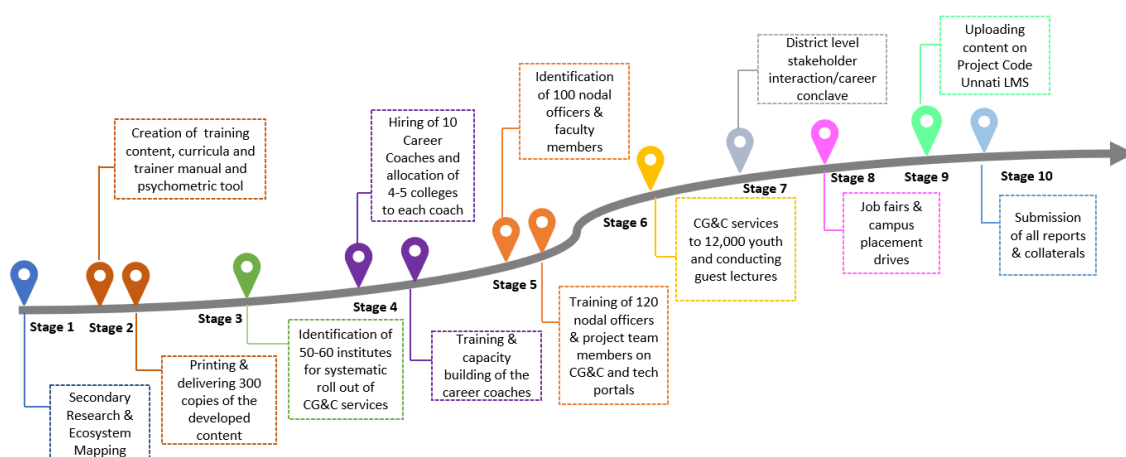 Stage 1
Secondary
Research &
Ecosystem
Mapping
Stage 2
Creation of training
content, curricula and
trainer manual and
psychometric tool
Printing &
delivering 300
copies of the
developed
content
Stage 3
Identification of
50-60 institutes
for systematic
roll out of
CG&C services
Stage 4
Hiring of 10
Career
Coaches and
allocation of
4-5 colleges
to each coach
Training &
capacity
building of the
career coaches
Stage 5
Identification
of 100 nodal
officers &
faculty
members
Training of 120
nodal officers
& project team
members on
CG&C and tech
portals
Stage 6
CG&C services
to 12,000 youth
and conducting
guest lectures
Stage 7
District level
stakeholder
interaction/career
conclave
Stage 8
Job fairs &
campus
placement
drives
Stage 9
Uploading
content on
Project Code
Unnati LMS
Stage 10
Submission
of all reports
& collaterals